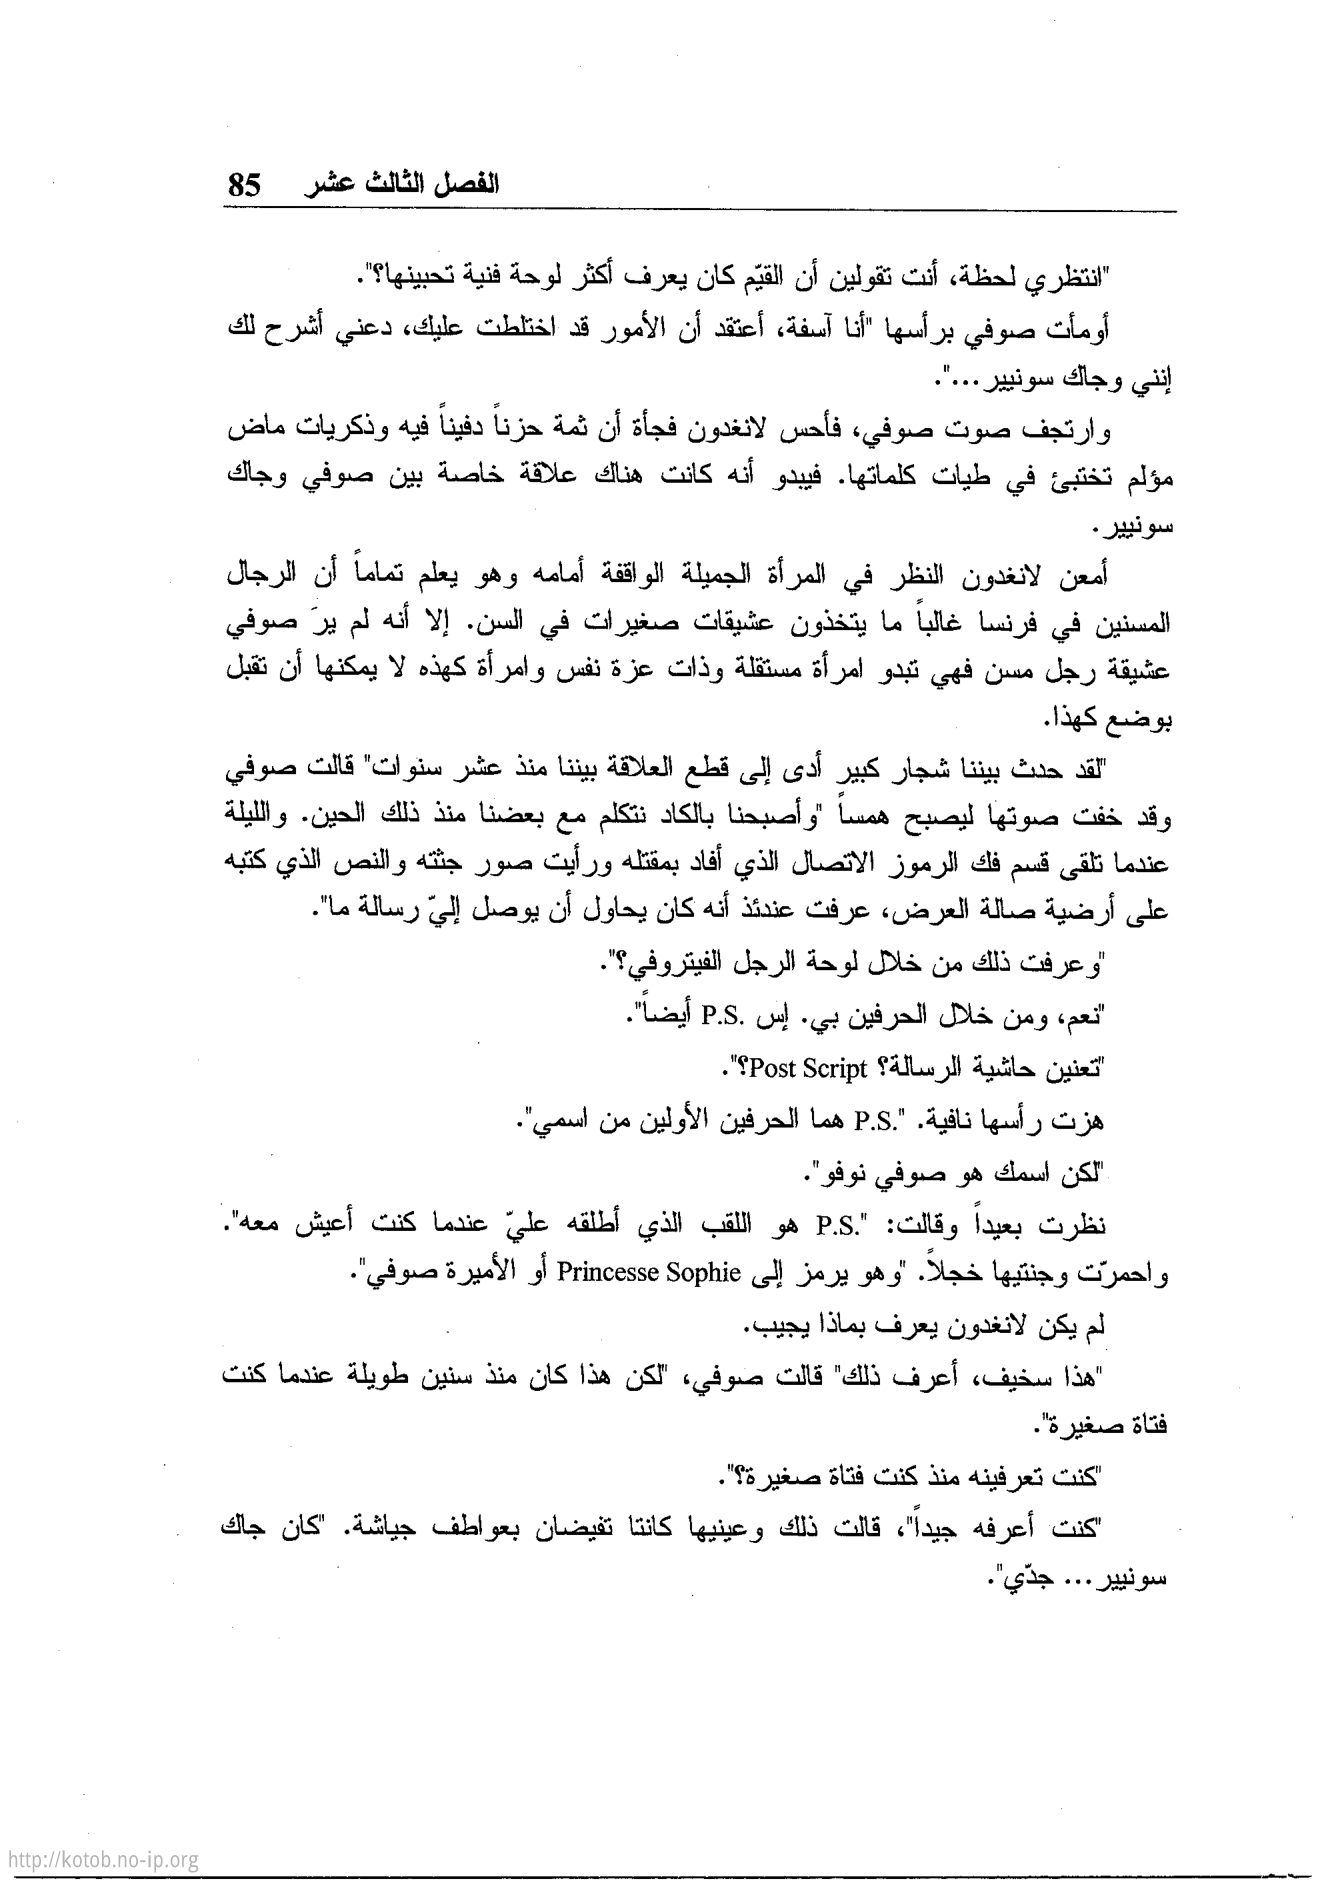 الفصل الثالث عشر 85
"انتظري لحظة، أنت تقولين أن القيّم كان يعرف أكثر لوحة فنية تحبينها؟".
أومأت صوفي برأسها "أنا آسفة، أعتقد أن الأمور قد اختلطت عليك، دعني أشرح لك
إنني وجاك سونيير...".
وارتجف صوت صوفي، فأحس لانغدون فجأة أن ثمة حزناً دفيناً فيه وذكريات ماض
مؤلم تختبئ في طيات كلماتها. فيبدو أنه كانت هناك علاقة خاصة بين صوفي وجاك
سونيير.
أمعن لانغدون النظر في المرأة الجميلة الواقفة أمامه وهو يعلم تماماً أن الرجال
المسنين في فرنسا غالباً ما يتخذون عشيقات صغيرات في السن. إلا أنه لم يرَ صوفي
عشيقة رجل مسن فهي تبدو امرأة مستقلة وذات عزة نفس وامرأة كهذه لا يمكنها أن تقبل
بوضع كهذا.
"لقد حدث بيننا شجار كبير أدى إلى قطع العلاقة بيننا منذ عشر سنوات" قالت صوفي
وقد خفت صوتها ليصبح همساً "وأصبحنا بالكاد نتكلم مع بعضنا منذ ذلك الحين. والليلة
عندما تلقى قسم فك الرموز الاتصال الذي أفاد بمقتله ورأيت صور جثته والنص الذي كتبه
على أرضية صالة العرض، عرفت عندئذ أنه كان يحاول أن يوصل إليّ رسالة ما".
"وعرفت ذلك من خلال لوحة الرجل الفيتروفي؟".
"نعم، ومن خلال الحرفين بي. إس .P.S أيضاً".
"تعنين حاشية الرسالة؟ Post Script؟".
هزت رأسها نافية. ".P.S هما الحرفين الأولين من اسمي".
"لكن اسمك هو صوفي نوفو".
نظرت بعيداً وقالت: ".P.S هو اللقب الذي أطلقه عليّ عندما كنت أعيش معه".
واحمرّت وجنتيها خجلاً. "وهو يرمز إلى Princesse Sophie أو الأميرة صوفي".
لم يكن لانغدون يعرف بماذا يجيب.
"هذا سخيف، أعرف ذلك" قالت صوفي، "لكن هذا كان منذ سنين طويلة عندما كنت
فتاة صغيرة".
"كنت تعرفينه منذ كنت فتاة صغيرة؟".
"كنت أعرفه جيداً"، قالت ذلك وعينيها كانتا تفيضان بعواطف جياشة. "كان جاك
سونيير... جدّي".
http://kotob.no-ip.org